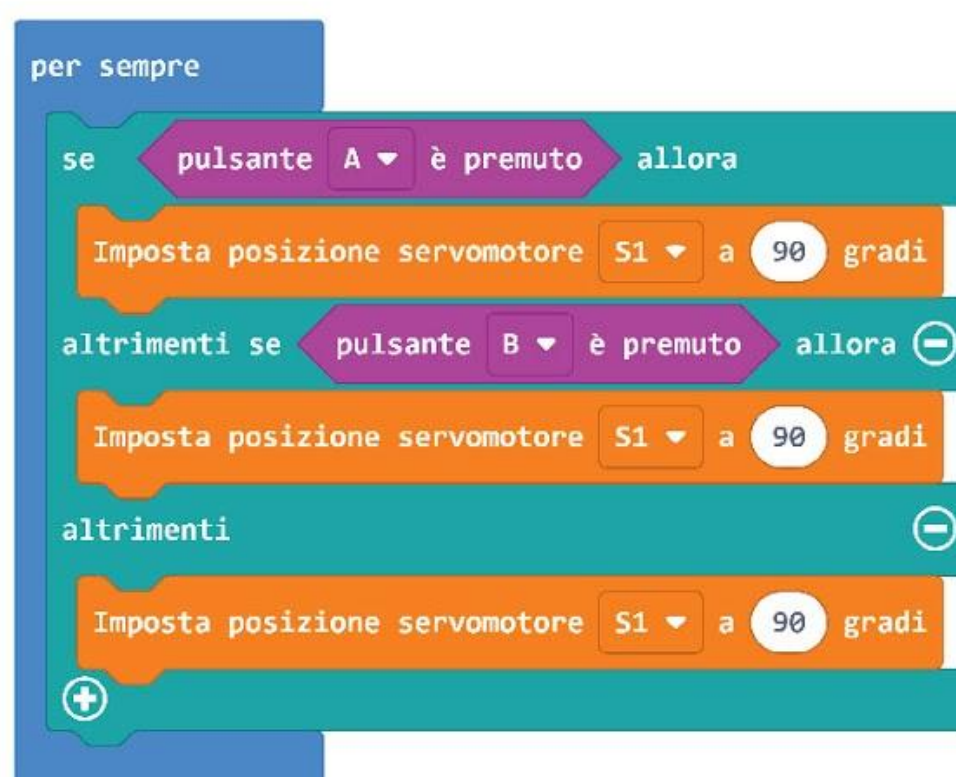 per sempre
se pulsante A è premuto allora
Imposta posizione servomotore S1 a 90 gradi
altrimenti se pulsante B è premuto allora
Imposta posizione servomotore S1 a 90 gradi
altrimenti
Imposta posizione servomotore S1 a 90 gradi